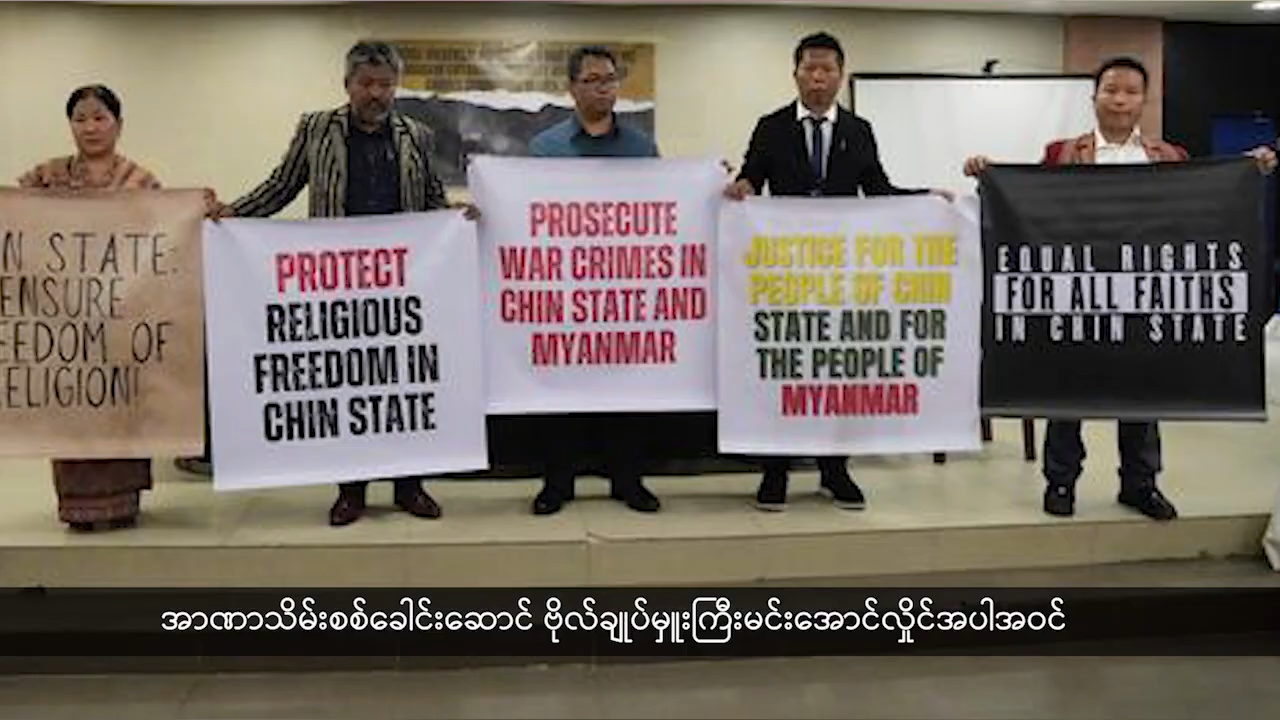 N STATE:
ENSURE
EEDOM OF
ELIGION!
PROTECT
RELIGIOUS
FREEDOM IN
CHIN STATE
PROSECUTE
WAR CRIMES IN
CHIN STATE AND
MYANMAR
JUSTICE FOR THE
PEOPLE OF CHIN
STATE AND FOR
THE PEOPLE OF
MYANMAR
EQUAL RIGHTS
FOR ALL FAITHS
IN CHIN STATE
အာဏာသိမ်းစစ်ခေါင်းဆောင် ဗိုလ်ချုပ်မှူးကြီးမင်းအောင်လှိုင်အပါအဝင်